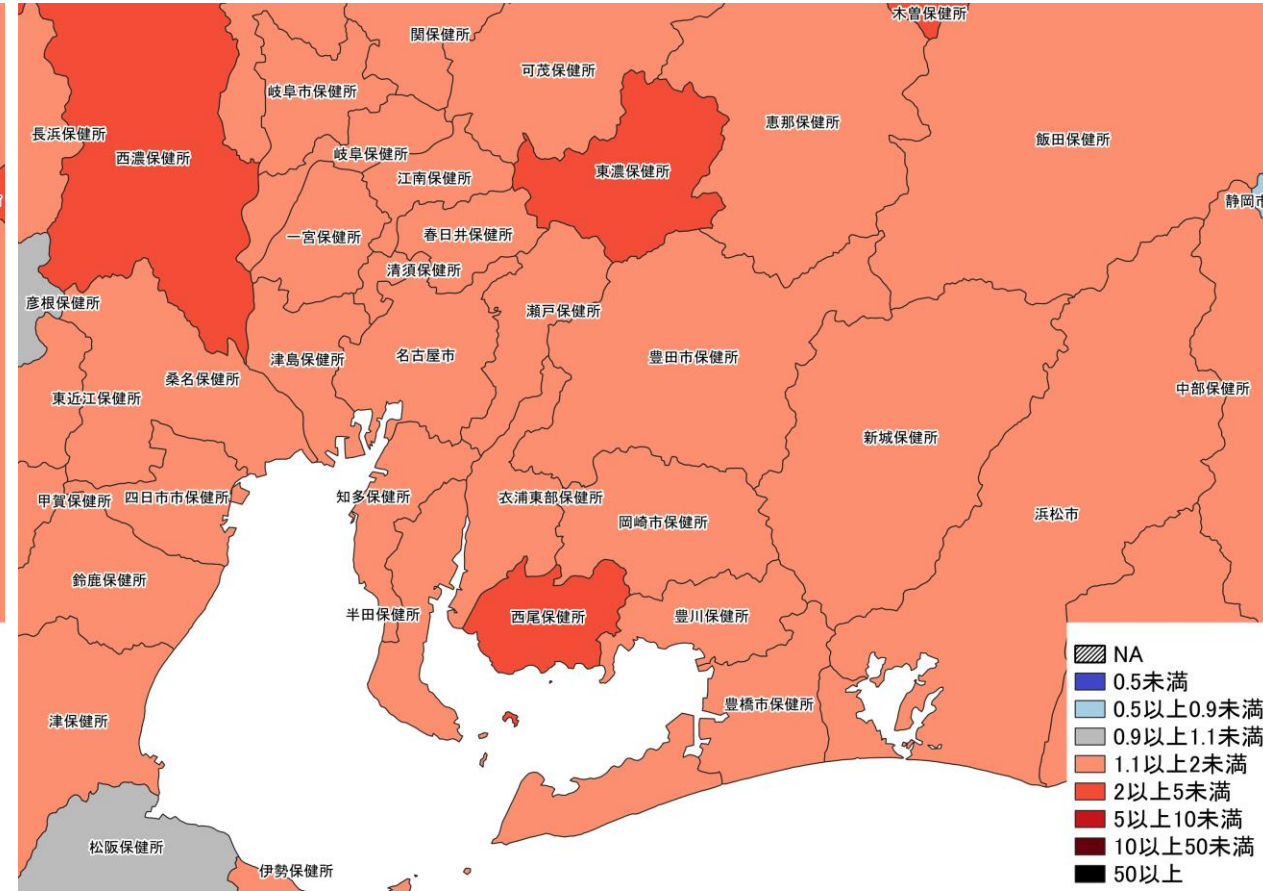 木曽保健所
関保健所
可茂保健所
岐阜市保健所
恵那保健所
長浜保健所
飯田保健所
西濃保健所
岐阜保健所
東濃保健所
江南保健所
静岡市
一宮保健所
春日井保健所
清須保健所
彦根保健所
瀬戸保健所
津島保健所
名古屋市
豊田市保健所
桑名保健所
東近江保健所
中部保健所
新城保健所
甲賀保健所
四日市市保健所
知多保健所
衣浦東部保健所
岡崎市保健所
浜松市
鈴鹿保健所
半田保健所
西尾保健所
豊川保健所
津保健所
豊橋市保健所
松阪保健所
伊勢保健所
NA
0.5未満
0.5以上0.9未満
0.9以上1.1未満
1.1以上2未満
2以上5未満
5以上10未満
10以上50未満
50以上